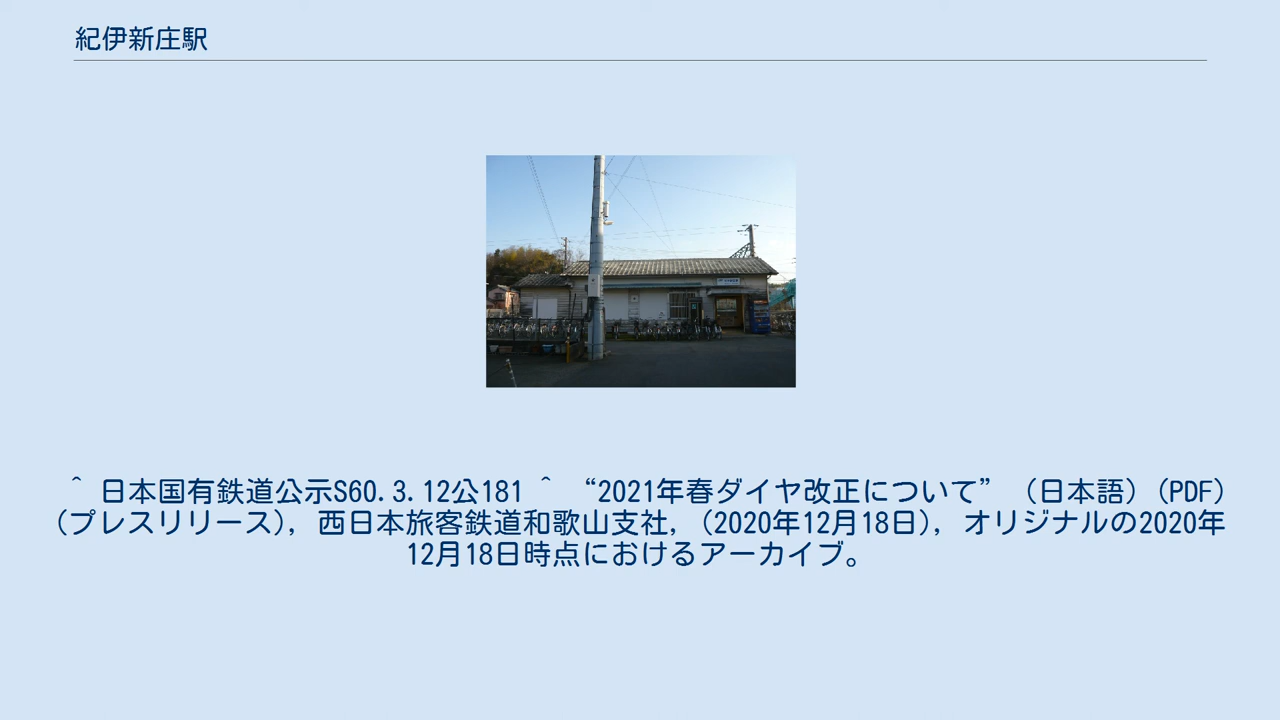 紀伊新庄駅
^ 日本国有鉄道公示S60.3.12公181 ^ “2021年春ダイヤ改正について” (日本語) (PDF)
(プレスリリース), 西日本旅客鉄道和歌山支社, (2020年12月18日), オリジナルの2020年
12月18日時点におけるアーカイブ。